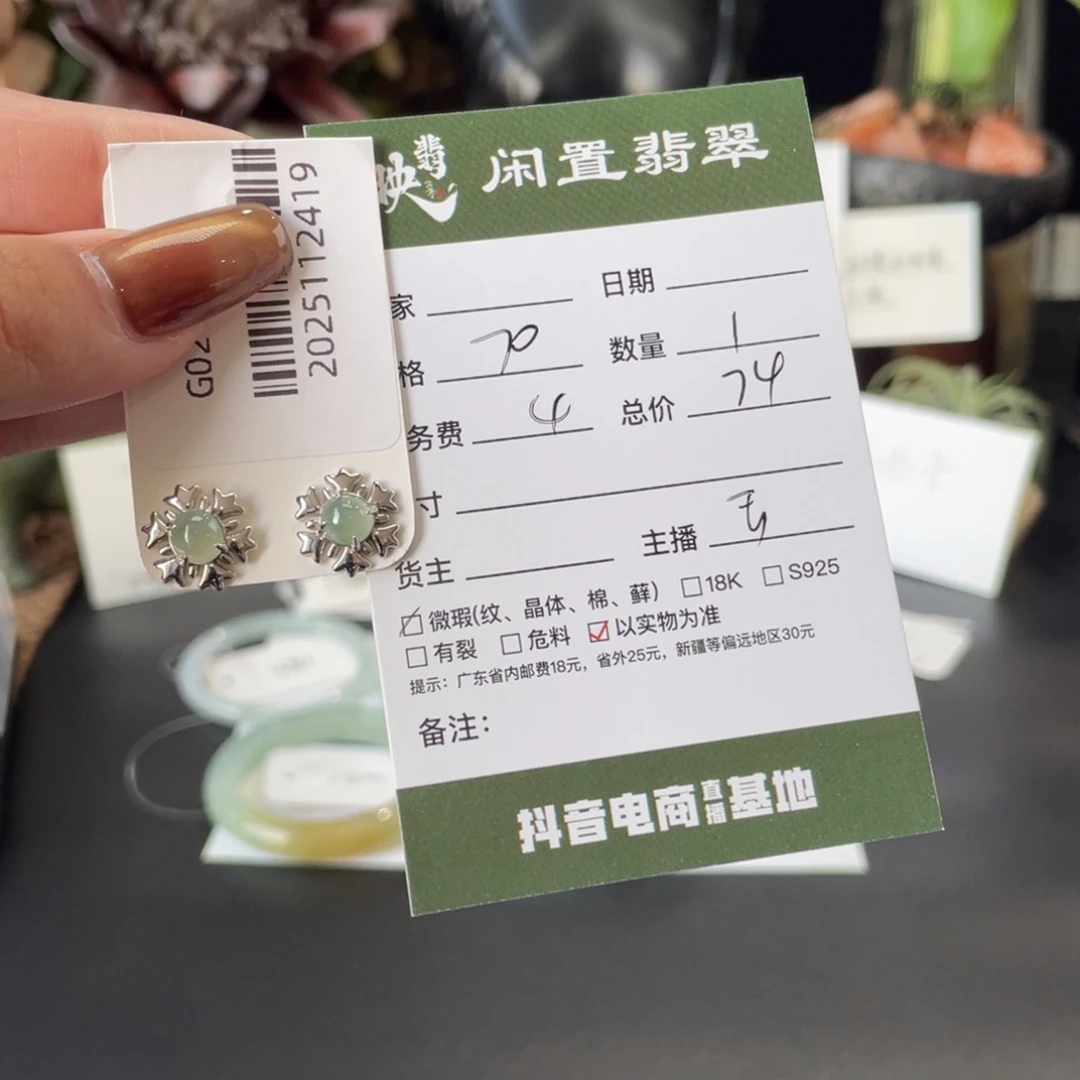 G02
2025112419
映翡 闲置翡翠
家 日期
格 70 数量 1
务费 4 总价 74
寸
货主 主播
微瑕(纹、晶体、棉、藓) 18K S925
有裂 危料 以实物为准
提示：广东省内邮费18元，省外25元，新疆等偏远地区30元
备注：
抖音电商直播基地